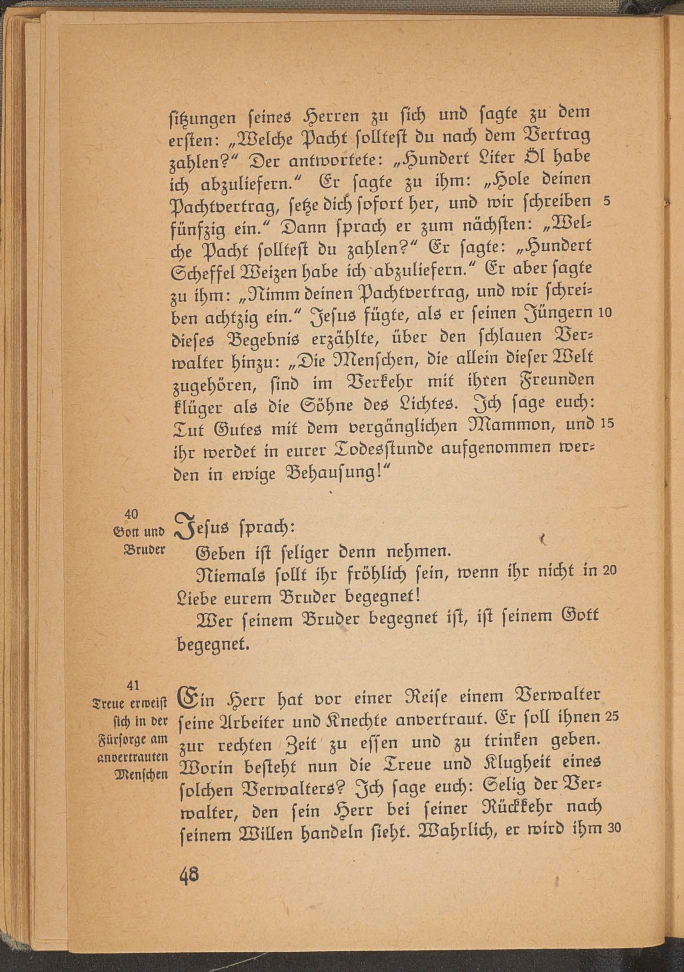 sitzungen seines Herren zu sich und sagte zu dem
ersten: „Welche Pacht solltest du nach dem Vertrag
zahlen?“ Der antwortete: „Hundert Liter Öl habe
ich abzuliefern.“ Er sagte zu ihm: „Hole deinen
Pachtvertrag, setze dich sofort her, und wir schreiben 5
fünfzig ein.“ Dann sprach er zum nächsten: „Wel-
che Pacht solltest du zahlen?“ Er sagte: „Hundert
Scheffel Weizen habe ich abzuliefern.“ Er aber sagte
zu ihm: „Nimm deinen Pachtvertrag, und wir schrei-
ben achtzig ein.“ Jesus fügte, als er seinen Jüngern 10
dieses Begebnis erzählte, über den schlauen Ver-
walter hinzu: „Die Menschen, die allein dieser Welt
zugehören, sind im Verkehr mit ihren Freunden
klüger als die Söhne des Lichtes. Ich sage euch:
Tut Gutes mit dem vergänglichen Mammon, und 15
ihr werdet in eurer Todesstunde aufgenommen wer-
den in ewige Behausung!“
40
Gott und
Bruder
Jesus sprach:
Geben ist seliger denn nehmen.
Niemals sollt ihr fröhlich sein, wenn ihr nicht in 20
Liebe eurem Bruder begegnet!
Wer seinem Bruder begegnet ist, ist seinem Gott
begegnet.
41
Treue erweist
sich in der
Fürsorge am
anvertrauten
Menschen
Ein Herr hat vor einer Reise einem Verwalter
seine Arbeiter und Knechte anvertraut. Er soll ihnen 25
zur rechten Zeit zu essen und zu trinken geben.
Worin besteht nun die Treue und Klugheit eines
solchen Verwalters? Ich sage euch: Selig der Ver-
walter, den sein Herr bei seiner Rückkehr nach
seinem Willen handeln sieht. Wahrlich, er wird ihm 30
48